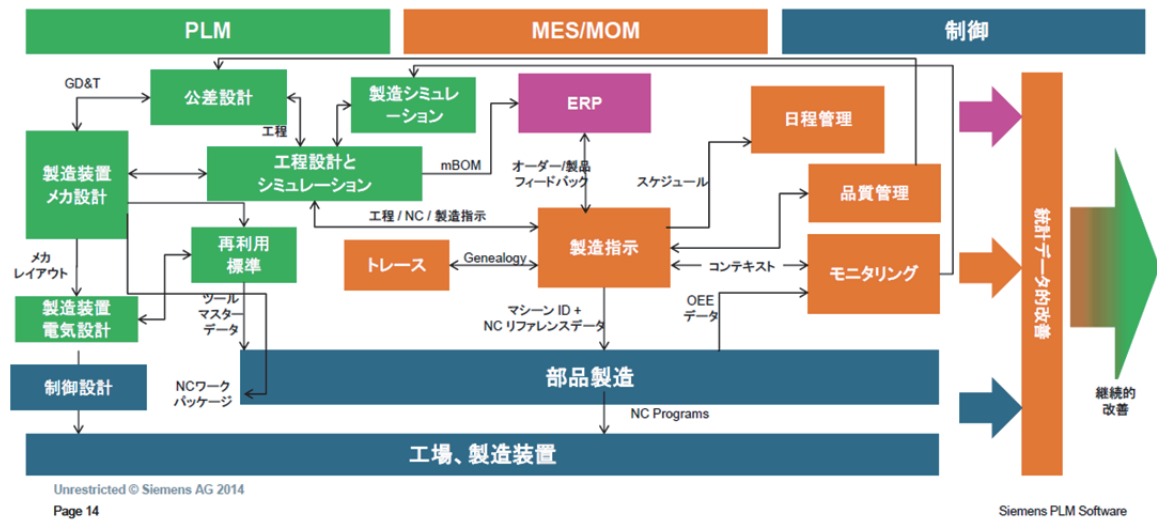 PLM
MES/MOM
制御
GD&T
公差設計
製造シミュレ
ーション
ERP
日程管理
工程
製造装置
メカ設計
工程設計と
シミュレーション
mBOM
オーダー/製品
フィードバック
スケジュール
品質管理
工程 / NC / 製造指示
再利用
標準
トレース
Genealogy
製造指示
コンテキスト
モニタリング
メカ
レイアウト
製造装置
電気設計
ツール
マスター
データ
マシーン ID +
NC リファレンスデータ
OEE
データ
統計データ的改善
制御設計
NCワーク
パッケージ
部品製造
NC Programs
継続的
改善
工場、製造装置
Unrestricted © Siemens AG 2014
Page 14
Siemens PLM Software